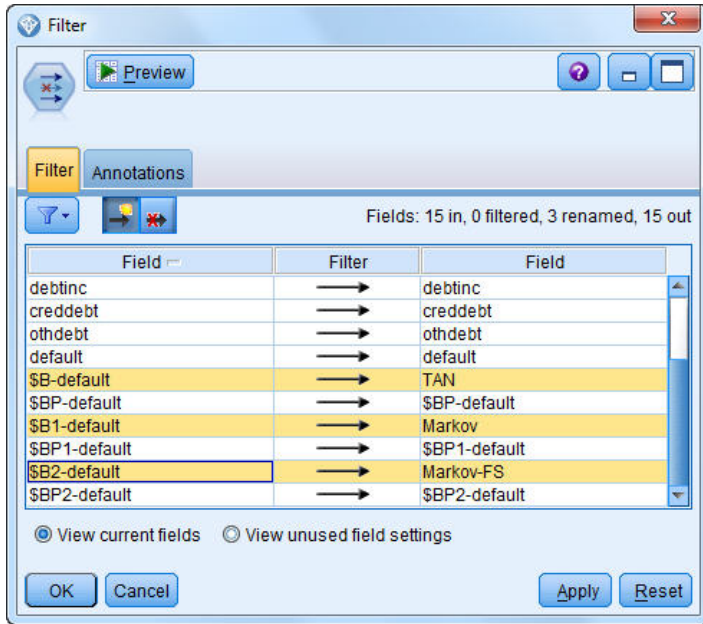 Filter
Preview
Filter Annotations
Fields: 15 in, 0 filtered, 3 renamed, 15 out
Field Filter Field
debtinc debtinc
creddebt creddebt
othdebt othdebt
default default
$B-default TAN
$BP-default $BP-default
$B1-default Markov
$BP1-default $BP1-default
$B2-default Markov-FS
$BP2-default $BP2-default
View current fields View unused field settings
OK Cancel Apply Reset